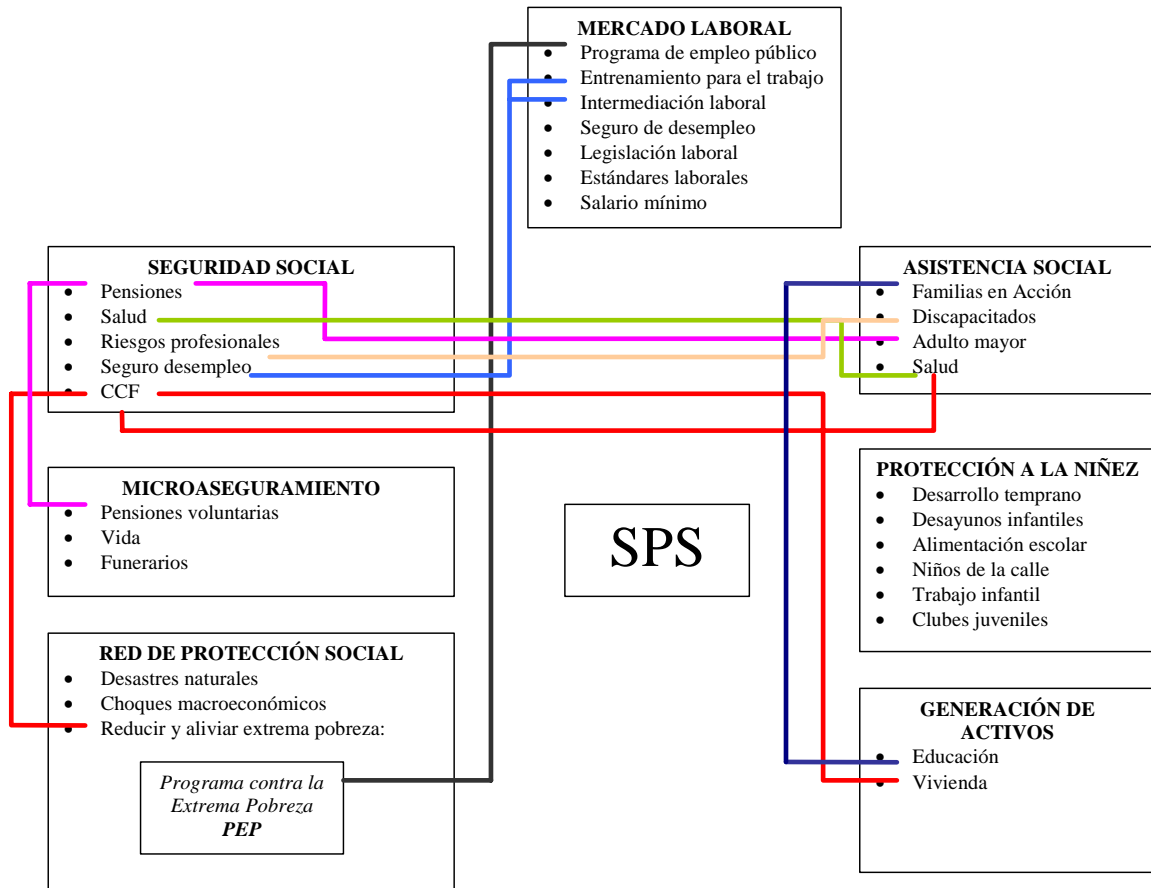 MERCADO LABORAL
• Programa de empleo público
• Entrenamiento para el trabajo
• Intermediación laboral
• Seguro de desempleo
• Legislación laboral
• Estándares laborales
• Salario mínimo
SEGURIDAD SOCIAL
• Pensiones
• Salud
• Riesgos profesionales
• Seguro desempleo
• CCF
ASISTENCIA SOCIAL
• Familias en Acción
• Discapacitados
• Adulto mayor
• Salud
MICROASEGURAMIENTO
• Pensiones voluntarias
• Vida
• Funerarios
SPS
PROTECCIÓN A LA NIÑEZ
• Desarrollo temprano
• Desayunos infantiles
• Alimentación escolar
• Niños de la calle
• Trabajo infantil
• Clubes juveniles
RED DE PROTECCIÓN SOCIAL
• Desastres naturales
• Choques macroeconómicos
• Reducir y aliviar extrema pobreza:
Programa contra la
Extrema Pobreza
PEP
GENERACIÓN DE
ACTIVOS
• Educación
• Vivienda